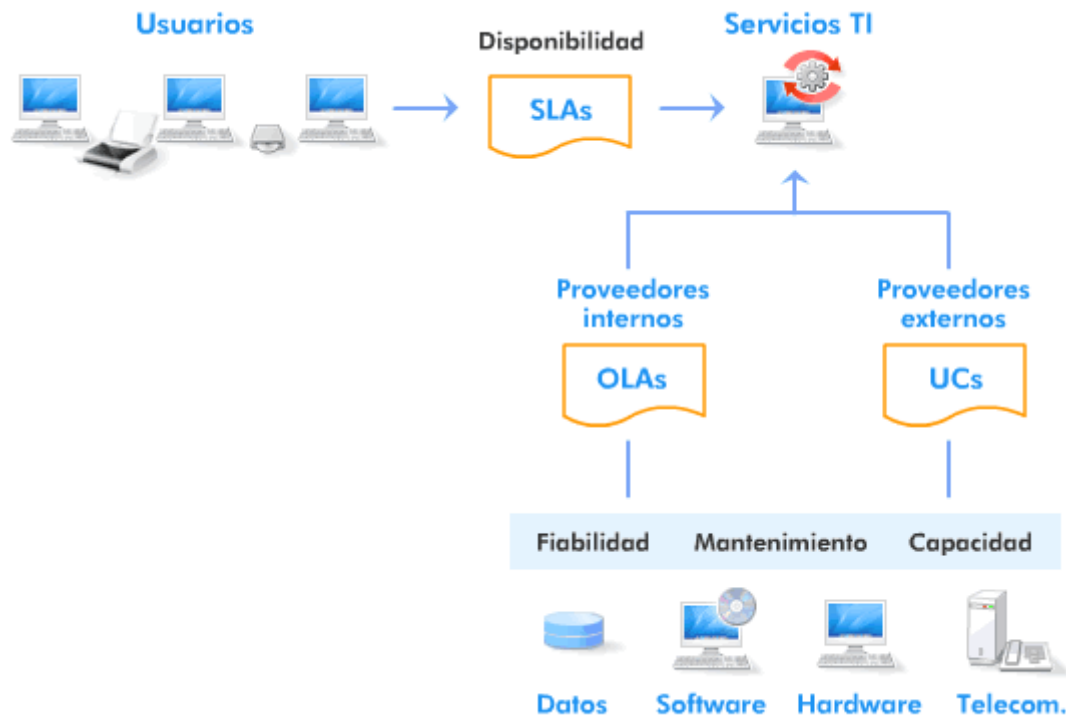 Usuarios
Disponibilidad
Servicios TI
SLAs
Proveedores
internos
Proveedores
externos
OLAs
UCs
Fiabilidad
Mantenimiento
Capacidad
Datos
Software
Hardware
Telecom.